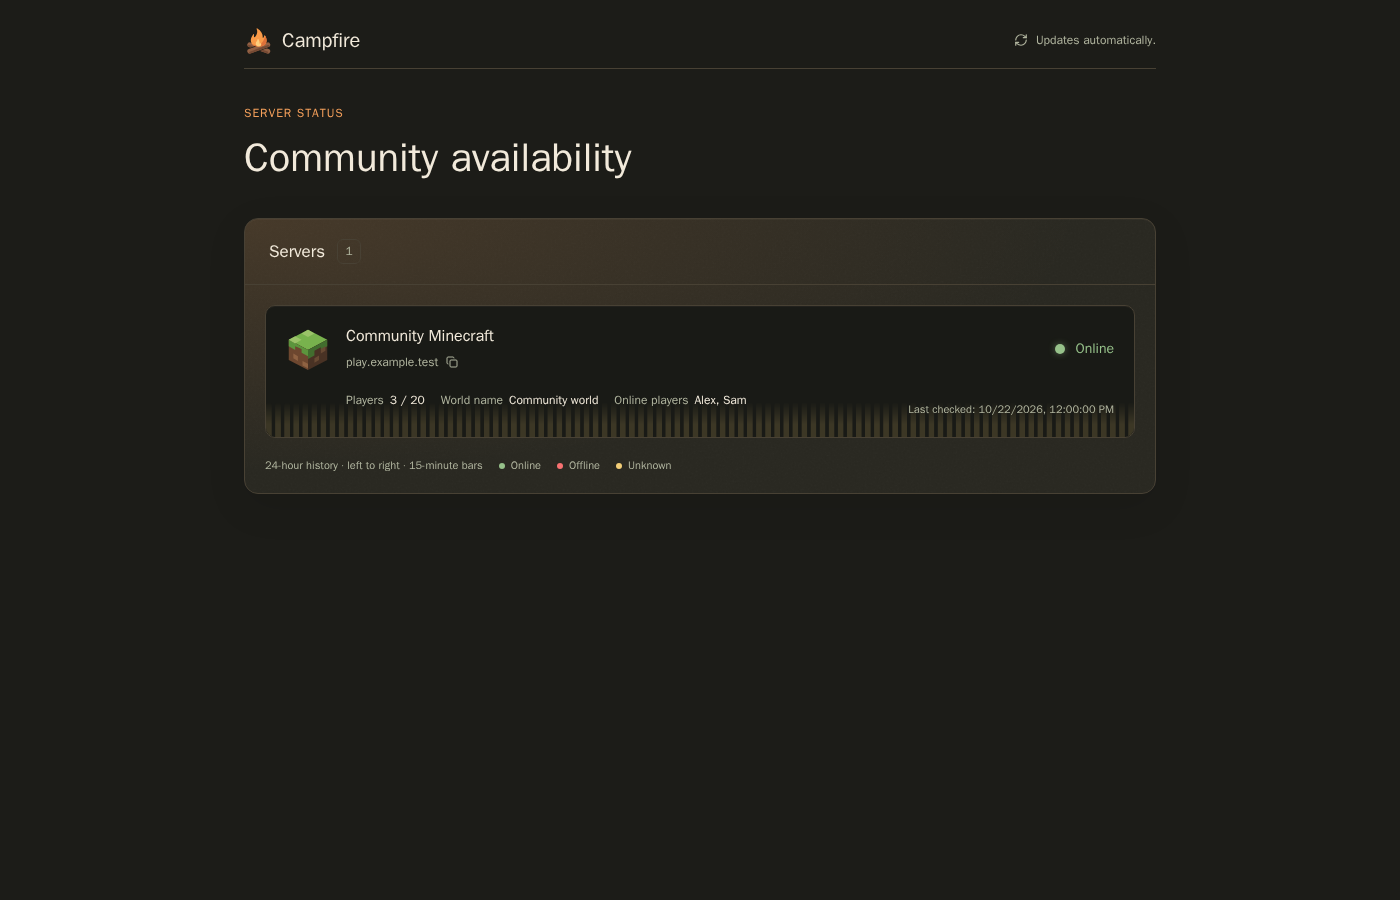 Campfire
Updates automatically.
SERVER STATUS
Community availability
Servers 1
Community Minecraft
play.example.test
Online
Players 3 / 20 World name Community world Online players Alex, Sam
Last checked: 10/22/2026, 12:00:00 PM
24-hour history · left to right · 15-minute bars Online Offline Unknown